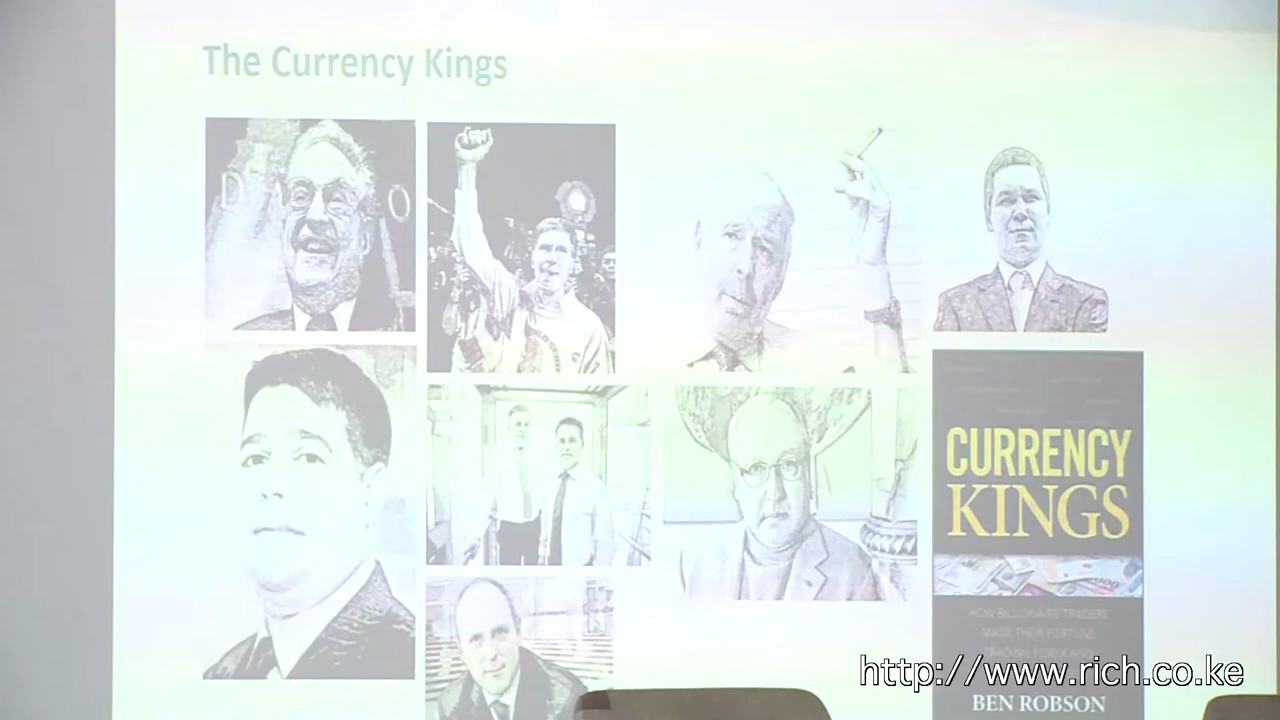 The Currency Kings
CURRENCY
KINGS
HOW BILLIONAIRE TRADERS
MADE THEIR FORTUNE
http://www.rich.co.ke
BEN ROBSON